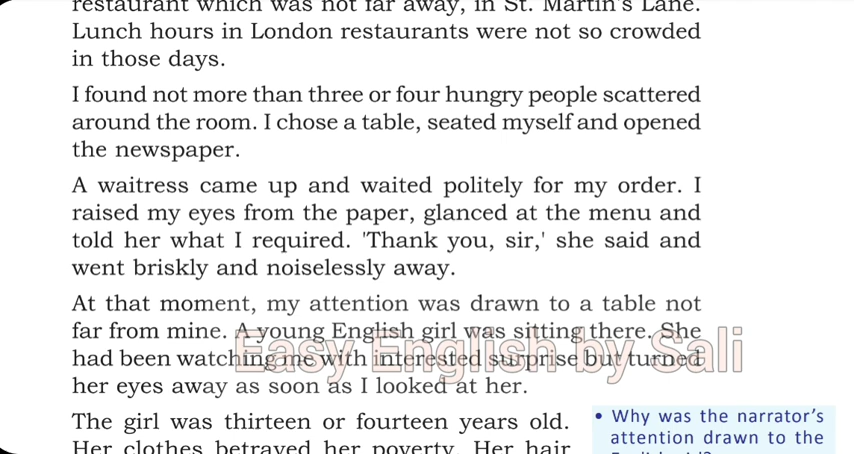 restaurant which was not far away, in St. Martin's Lane.
Lunch hours in London restaurants were not so crowded
in those days.
I found not more than three or four hungry people scattered
around the room. I chose a table, seated myself and opened
the newspaper.
A waitress came up and waited politely for my order. I
raised my eyes from the paper, glanced at the menu and
told her what I required. 'Thank you, sir,' she said and
went briskly and noiselessly away.
At that moment, my attention was drawn to a table not
far from mine. A young English girl was sitting there. She
had been watching me with interested surprise but turned
her eyes away as soon as I looked at her.
Easy English by Sali
The girl was thirteen or fourteen years old.
Her clothes betrayed her poverty. Her hair
• Why was the narrator's
attention drawn to the